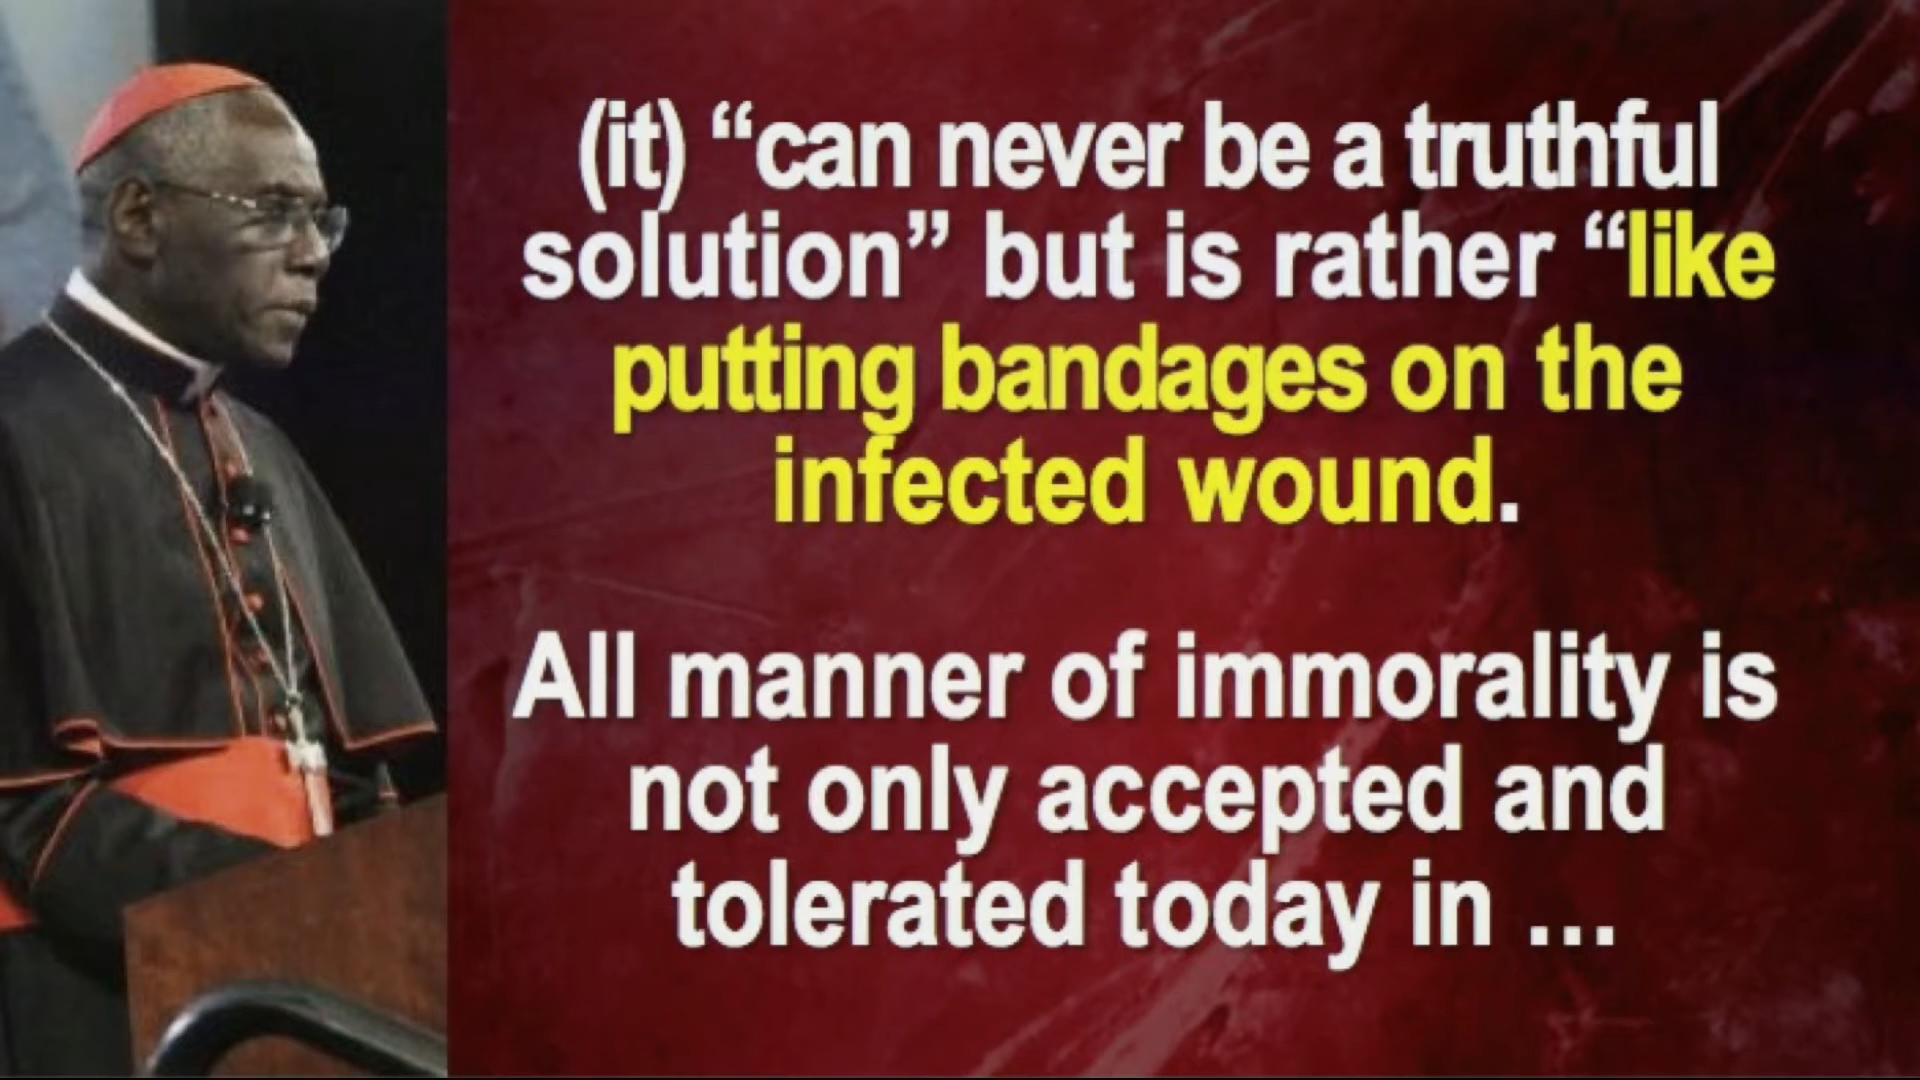 (it) “can never be a truthful
solution” but is rather “like
putting bandages on the
infected wound.
All manner of immorality is
not only accepted and
tolerated today in ...